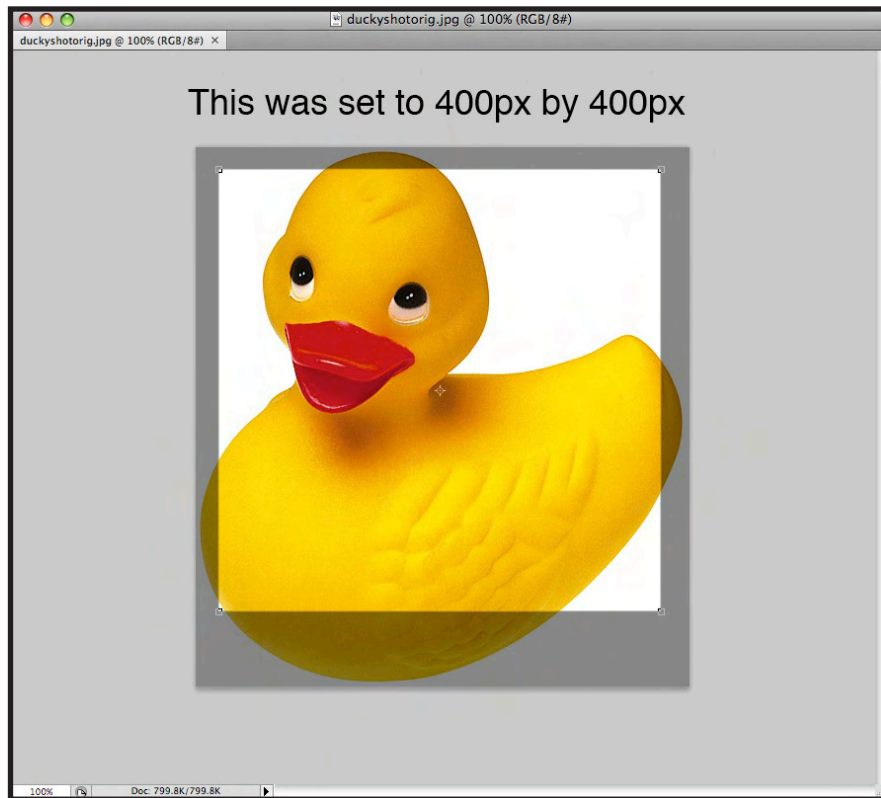 duckyshotorig.jpg @ 100% (RGB/8#)
duckyshotorig.jpg @ 100% (RGB/8#) ×
This was set to 400px by 400px
100% Doc: 799.8K/799.8K